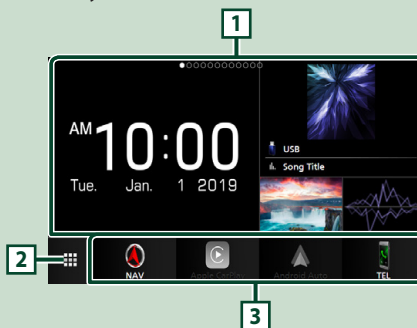 1
AM 10:00
Tue. Jan. 1 2019
USB
Song Title
2
NAV
Apple CarPlay
Android Auto
TEL
3